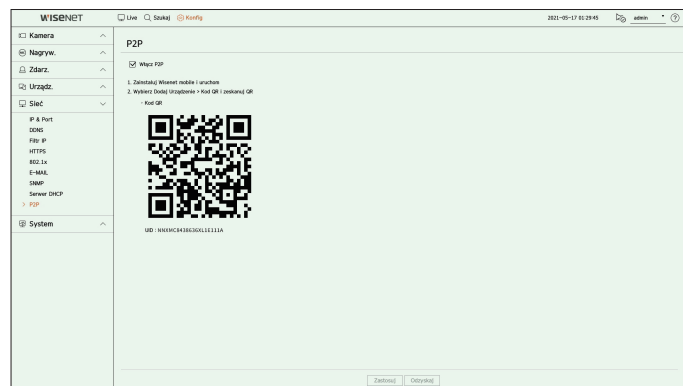 WISENET
Live Szukaj Konfig
2021-05-17 01:29:45 admin ?
Kamera
Nagryw.
Zdarz.
Urządz.
Sieć
IP & Port
DDNS
Filtr IP
HTTPS
802.1x
E-MAIL
SNMP
Serwer DHCP
> P2P
System
P2P
Włącz P2P
1. Zainstaluj Wisenet mobile i uruchom
2. Wybierz Dodaj Urządzenie > Kod QR i zeskanuj QR
- Kod QR
UID : NNXMC8438636XL1E111A
Zastosuj Odzyskaj